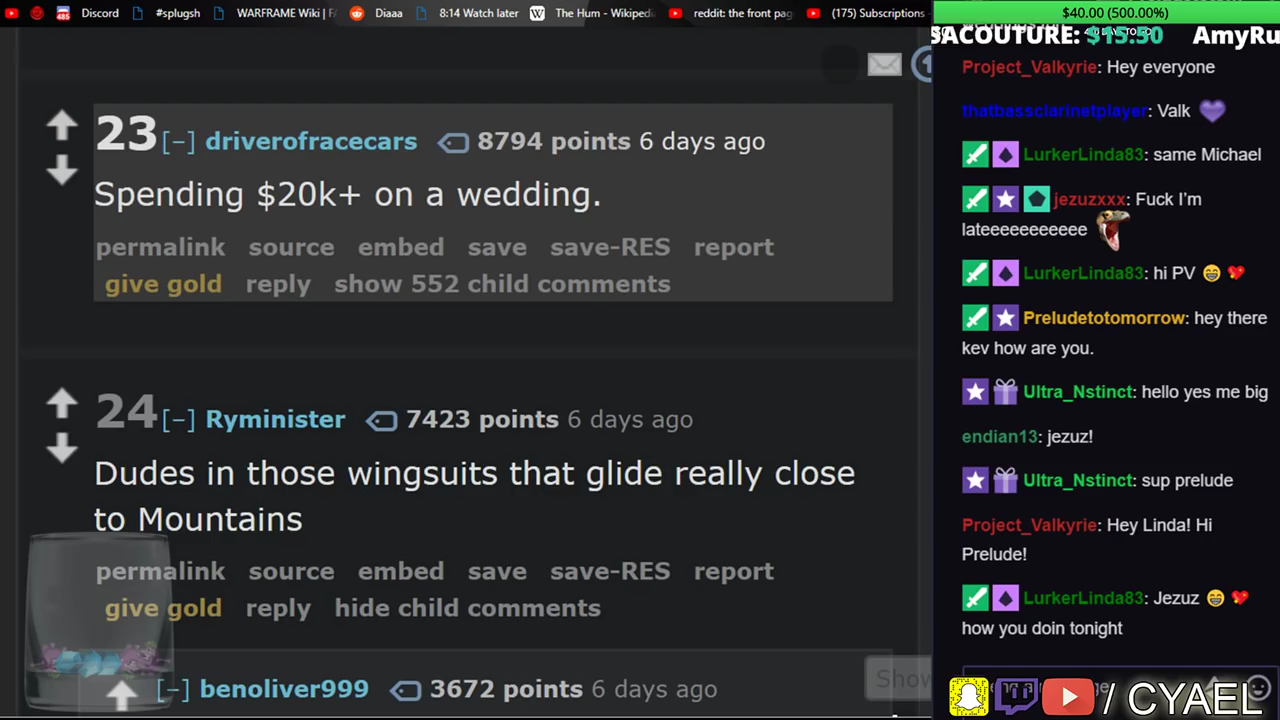 Discord #splugsh WARFRAME Wiki | FA Diaaa 8:14 Watch later The Hum - Wikiped reddit: the front pag (175) Subscriptions
23 [–] driverofracecars 8794 points 6 days ago
Spending $20k+ on a wedding.
permalink source embed save save-RES report
give gold reply show 552 child comments
24 [–] Ryminister 7423 points 6 days ago
Dudes in those wingsuits that glide really close
to Mountains
permalink source embed save save-RES report
give gold reply hide child comments
[–] benoliver999 3672 points 6 days ago
Show
$40.00 (500.00%)
SACOUTURE: $15.50 AmyRu
Project_Valkyrie: Hey everyone
thatbassclarinetplayer: Valk
LurkerLinda83: same Michael
jezuzxxx: Fuck I’m
lateeeeeeeeeee
LurkerLinda83: hi PV 😁 💖
Preludetotomorrow: hey there
kev how are you.
Ultra_Nstinct: hello yes me big
endian13: jezuz!
Ultra_Nstinct: sup prelude
Project_Valkyrie: Hey Linda! Hi
Prelude!
LurkerLinda83: Jezuz 😁 💖
how you doin tonight
/ CYAEL